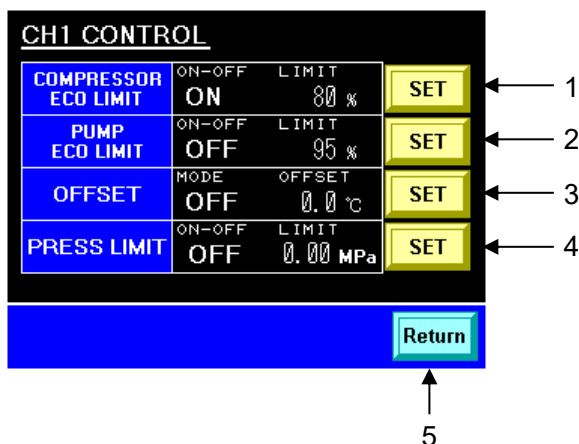 CH1 CONTROL
COMPRESSOR ECO LIMIT ON-OFF ON LIMIT 80 % SET 1
PUMP ECO LIMIT ON-OFF OFF LIMIT 95 % SET 2
OFFSET MODE OFF OFFSET 0.0 ℃ SET 3
PRESS LIMIT ON-OFF OFF LIMIT 0.00 MPa SET 4
Return
5